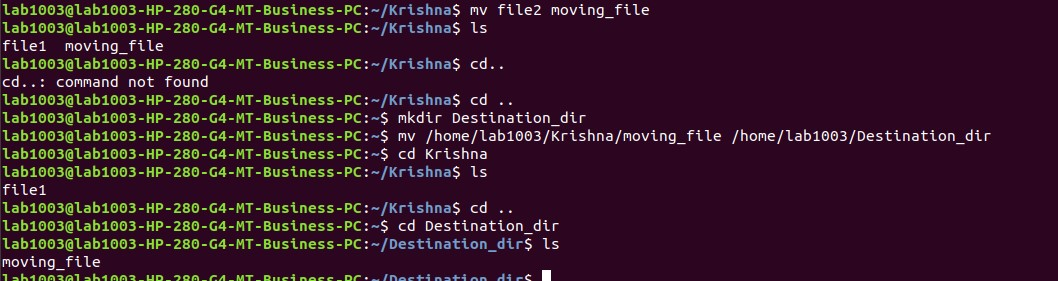 lab1003@lab1003-HP-280-G4-MT-Business-PC:~/Krishna$ mv file2 moving_file
lab1003@lab1003-HP-280-G4-MT-Business-PC:~/Krishna$ ls
file1  moving_file
lab1003@lab1003-HP-280-G4-MT-Business-PC:~/Krishna$ cd..
cd..: command not found
lab1003@lab1003-HP-280-G4-MT-Business-PC:~/Krishna$ cd ..
lab1003@lab1003-HP-280-G4-MT-Business-PC:~$ mkdir Destination_dir
lab1003@lab1003-HP-280-G4-MT-Business-PC:~$ mv /home/lab1003/Krishna/moving_file /home/lab1003/Destination_dir
lab1003@lab1003-HP-280-G4-MT-Business-PC:~$ cd Krishna
lab1003@lab1003-HP-280-G4-MT-Business-PC:~/Krishna$ ls
file1
lab1003@lab1003-HP-280-G4-MT-Business-PC:~/Krishna$ cd ..
lab1003@lab1003-HP-280-G4-MT-Business-PC:~$ cd Destination_dir
lab1003@lab1003-HP-280-G4-MT-Business-PC:~/Destination_dir$ ls
moving_file
lab1003@lab1003-HP-280-G4-MT-Business-PC:~/Destination_dir$